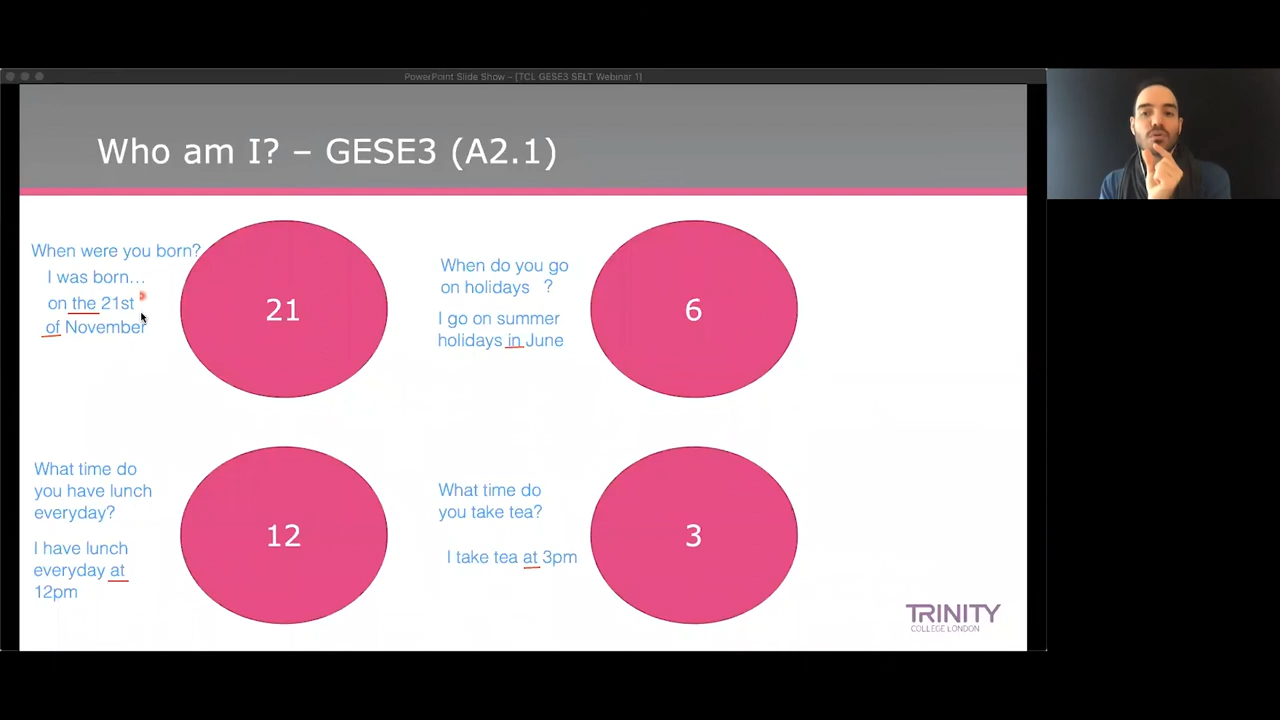 PowerPoint Slide Show – [TCL GESE3 SELT Webinar 1]
Who am I? – GESE3 (A2.1)
When were you born?
I was born...
on the 21st
of November
21
When do you go
on holidays ?
I go on summer
holidays in June
6
What time do
you have lunch
everyday?
I have lunch
everyday at
12pm
12
What time do
you take tea?
I take tea at 3pm
3
TRINITY
COLLEGE LONDON